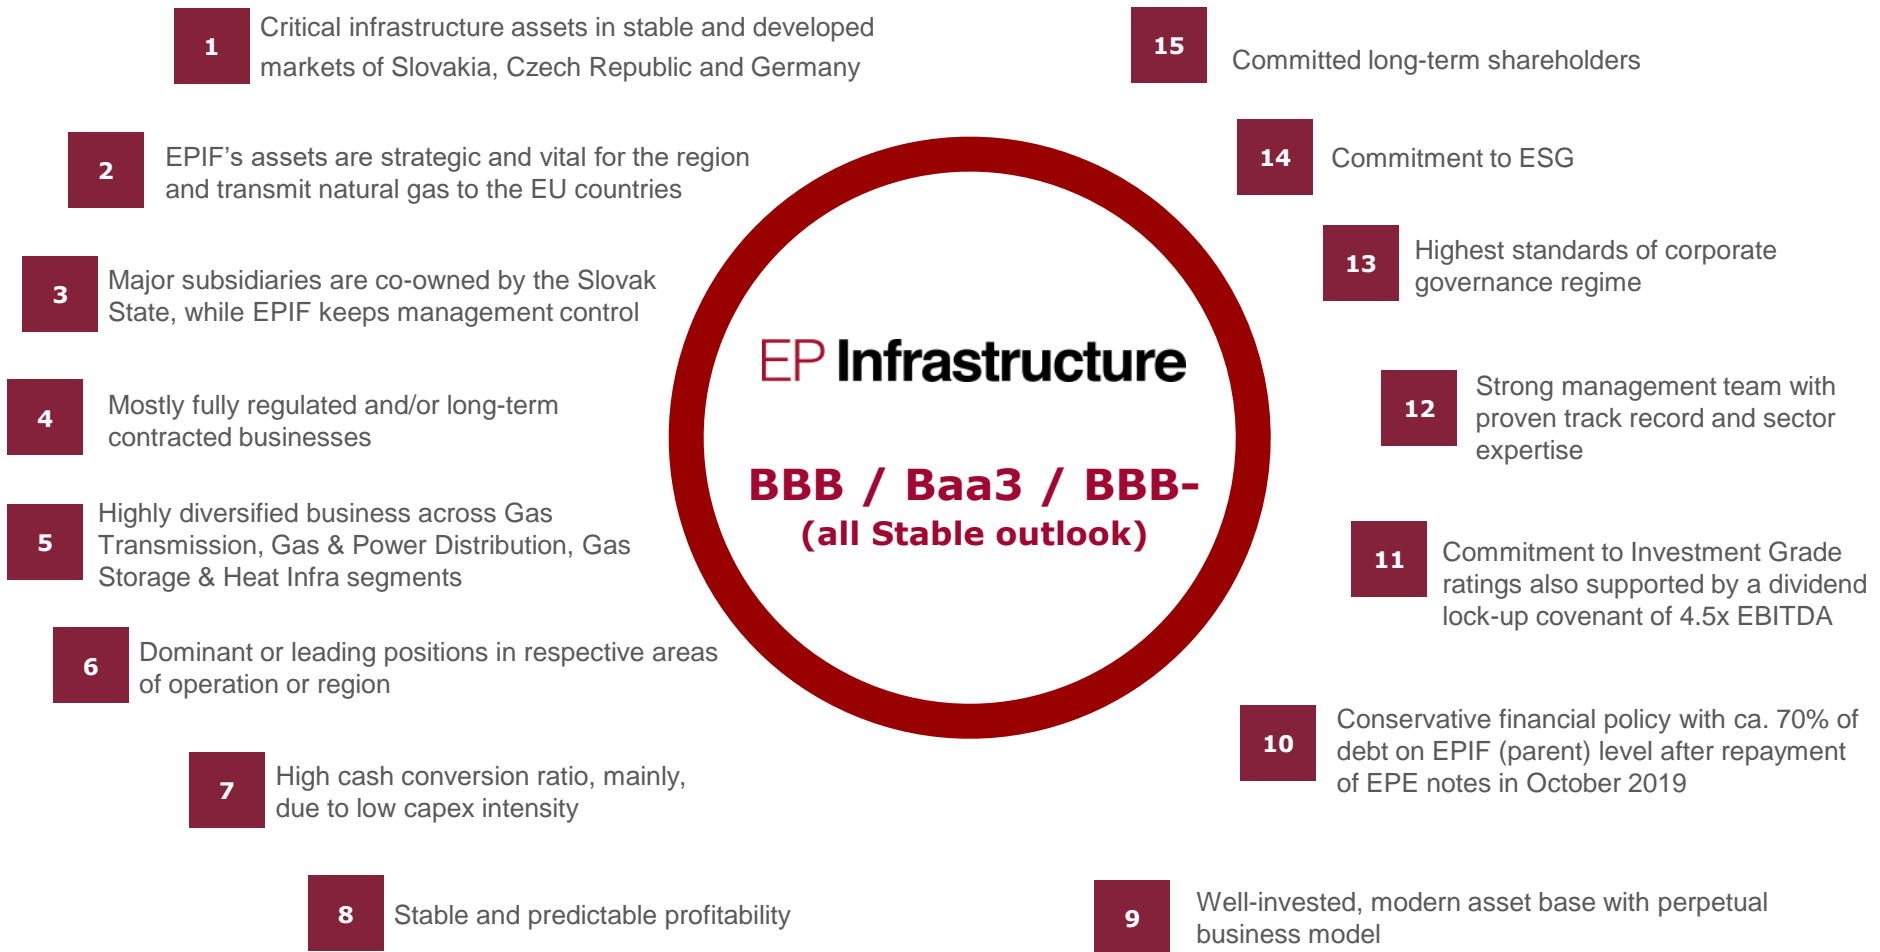 1
Critical infrastructure assets in stable and developed
markets of Slovakia, Czech Republic and Germany
2
EPIF's assets are strategic and vital for the region
and transmit natural gas to the EU countries
3
Major subsidiaries are co-owned by the Slovak
State, while EPIF keeps management control
4
Mostly fully regulated and/or long-term
contracted businesses
5
Highly diversified business across Gas
Transmission, Gas & Power Distribution, Gas
Storage & Heat Infra segments
6
Dominant or leading positions in respective areas
of operation or region
7
High cash conversion ratio, mainly,
due to low capex intensity
8
Stable and predictable profitability
EP Infrastructure
BBB / Baa3 / BBB-
(all Stable outlook)
15
Committed long-term shareholders
14
Commitment to ESG
13
Highest standards of corporate
governance regime
12
Strong management team with
proven track record and sector
expertise
11
Commitment to Investment Grade
ratings also supported by a dividend
lock-up covenant of 4.5x EBITDA
10
Conservative financial policy with ca. 70% of
debt on EPIF (parent) level after repayment
of EPE notes in October 2019
9
Well-invested, modern asset base with perpetual
business model